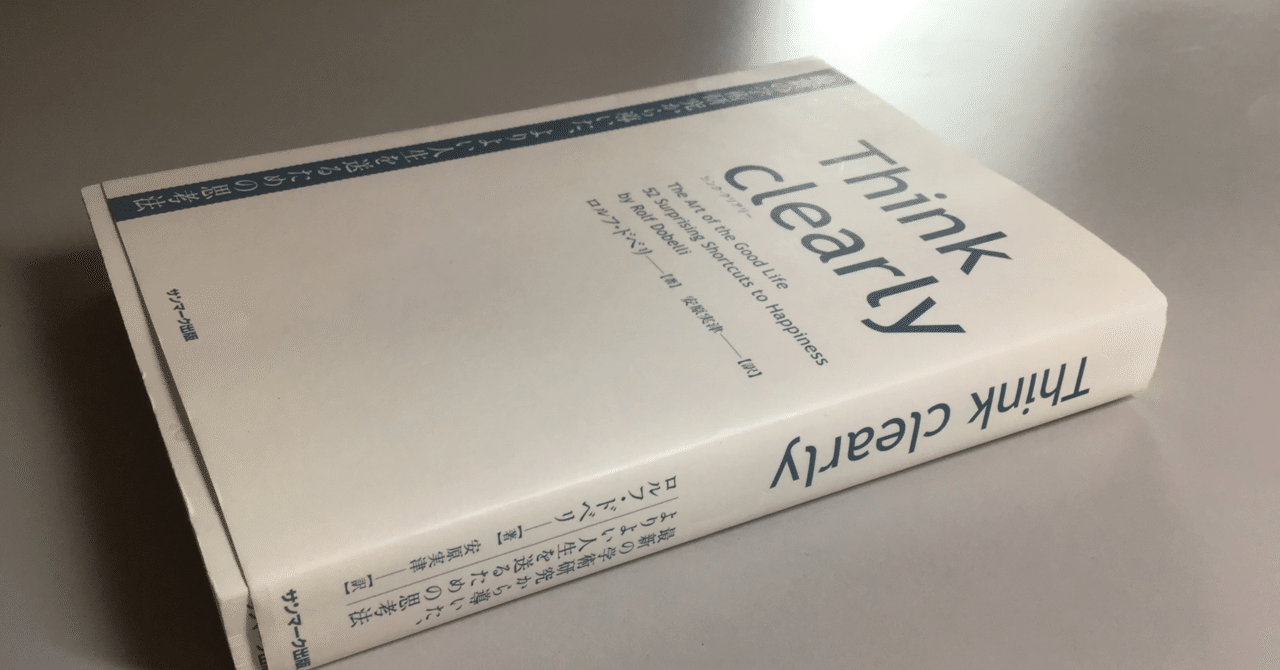 Think
clearly
シンク・クリアリー
The Art of the Good Life
52 Surprising Shortcuts to Happiness
by Rolf Dobelli
ロルフ・ドベリ──【著】 安原実津──【訳】
最新の学術研究から導いた、よりよい人生を送るための思考法
サンマーク出版
Think clearly
最新の学術研究から導いた、
よりよい人生を送るための思考法
ロルフ・ドベリ──【著】 安原実津──【訳】
サンマーク出版